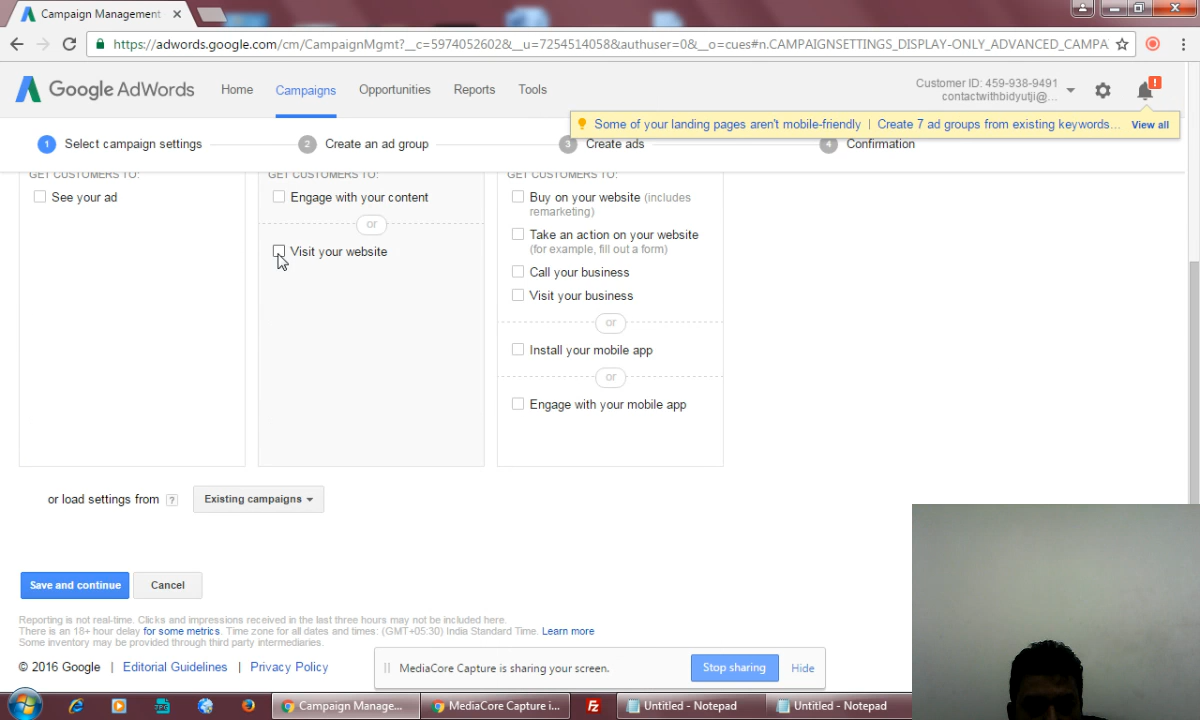 Campaign Management
https://adwords.google.com/cm/CampaignMgmt?__c=5974052602&__u=7254514058&authuser=0&__o=cues#n.CAMPAIGNSETTINGS_DISPLAY-ONLY_ADVANCED_CAMPA
Google AdWords
Home
Campaigns
Opportunities
Reports
Tools
Customer ID: 459-938-9491
contactwithbidyutji@...
Some of your landing pages aren't mobile-friendly | Create 7 ad groups from existing keywords... View all
1 Select campaign settings
2 Create an ad group
3 Create ads
4 Confirmation
GET CUSTOMERS TO:
See your ad
GET CUSTOMERS TO:
Engage with your content
or
Visit your website
GET CUSTOMERS TO:
Buy on your website (includes
remarketing)
Take an action on your website
(for example, fill out a form)
Call your business
Visit your business
or
Install your mobile app
or
Engage with your mobile app
or load settings from ?
Existing campaigns
Save and continue
Cancel
Reporting is not real-time. Clicks and impressions received in the last three hours may not be included here.
There is an 18+ hour delay for some metrics. Time zone for all dates and times: (GMT+05:30) India Standard Time. Learn more
Some inventory may be provided through third party intermediaries.
© 2016 Google | Editorial Guidelines | Privacy Policy
MediaCore Capture is sharing your screen.
Stop sharing
Hide
Campaign Manage...
MediaCore Capture i...
Untitled - Notepad
Untitled - Notepad